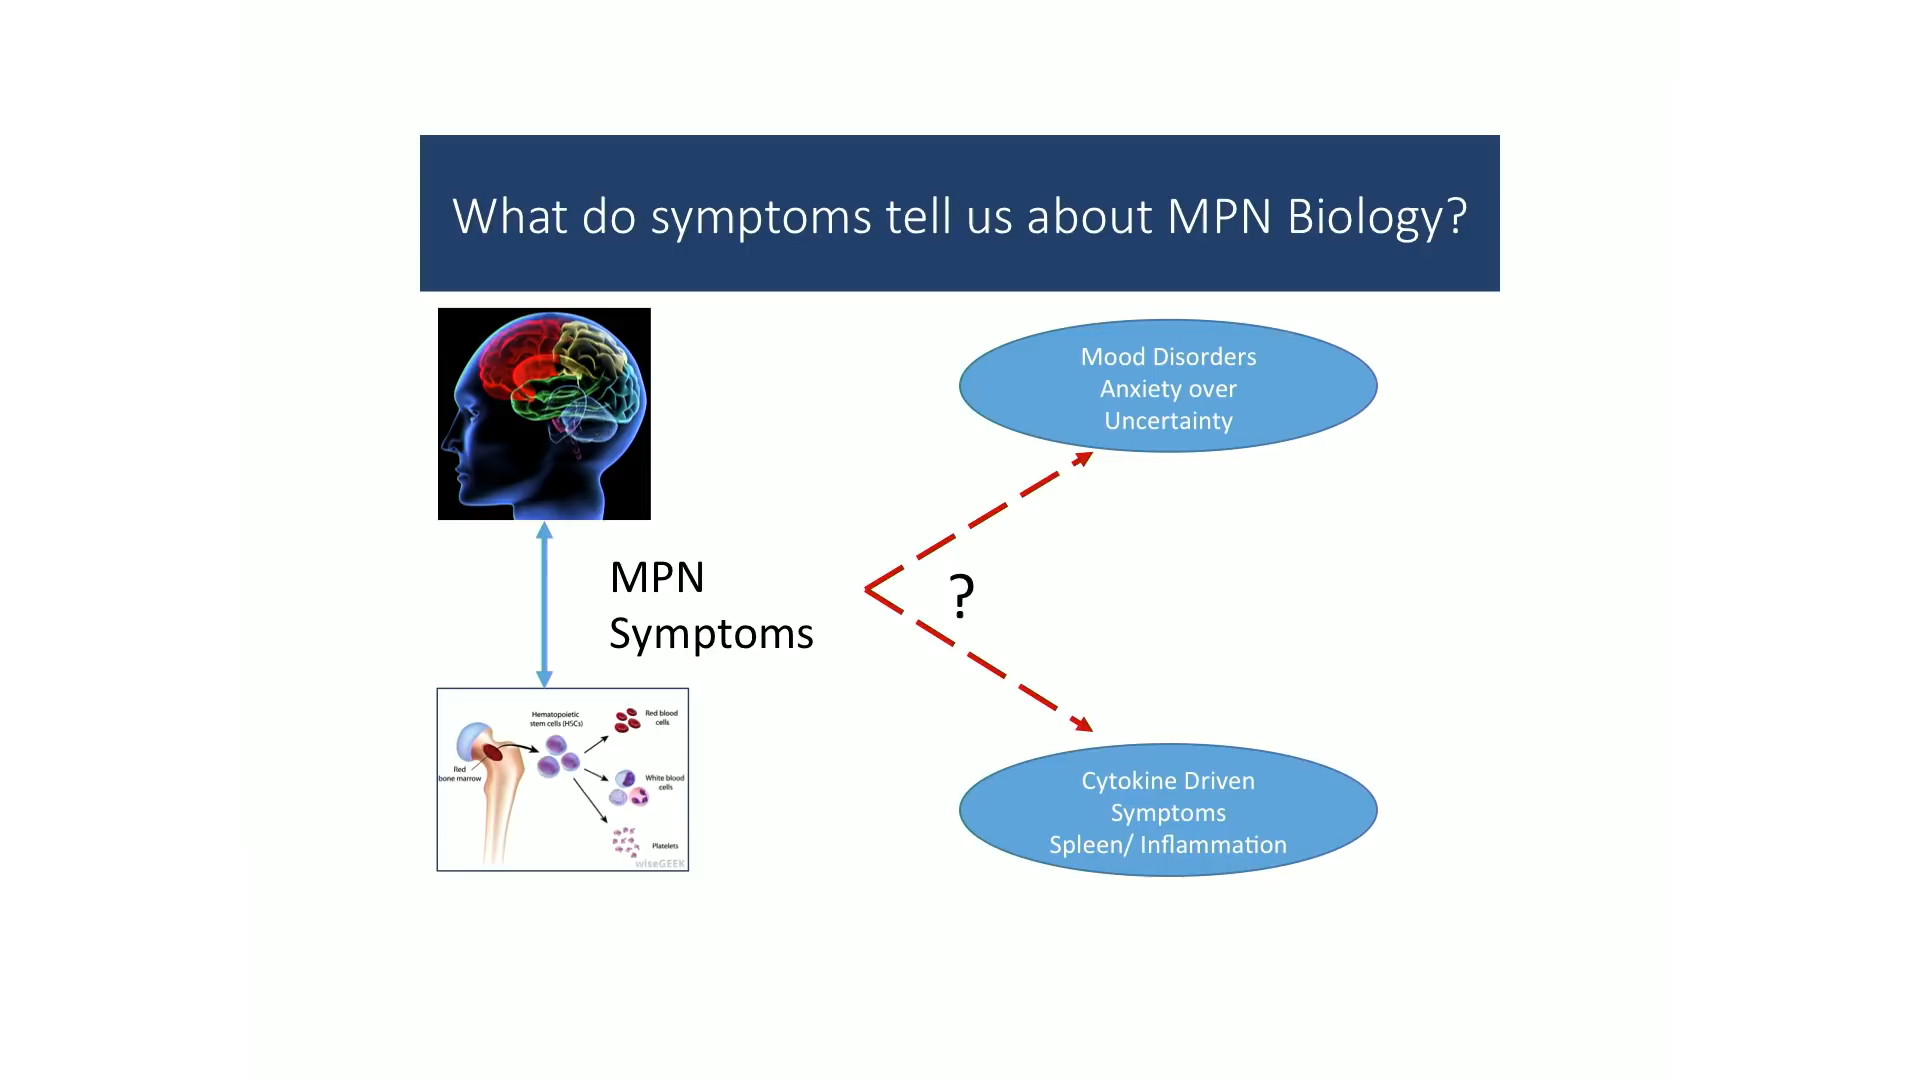 What do symptoms tell us about MPN Biology?
Mood Disorders
Anxiety over
Uncertainty
MPN
Symptoms
?
Hematopoietic
stem cells (HSCs)
Red blood
cells
Red
bone marrow
White blood
cells
Platelets
wiseGEEK
Cytokine Driven
Symptoms
Spleen/ Inflammation